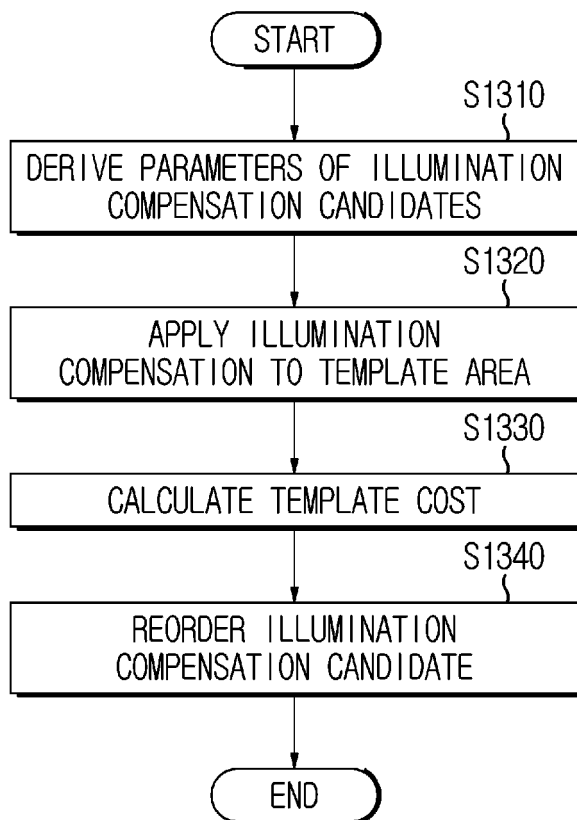 START
S1310
DERIVE PARAMETERS OF ILLUMINATION
COMPENSATION CANDIDATES
S1320
APPLY ILLUMINATION
COMPENSATION TO TEMPLATE AREA
S1330
CALCULATE TEMPLATE COST
S1340
REORDER ILLUMINATION
COMPENSATION CANDIDATE
END